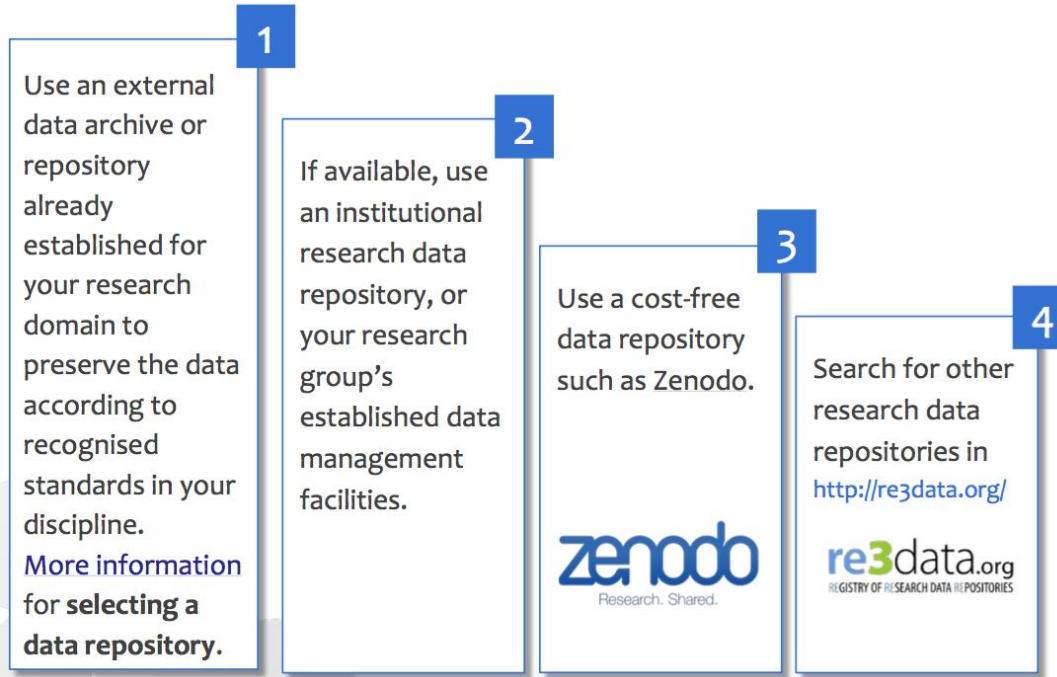 1
Use an external
data archive or
repository
already
established for
your research
domain to
preserve the data
according to
recognised
standards in your
discipline.
More information
for selecting a
data repository.
2
If available, use
an institutional
research data
repository, or
your research
group's
established data
management
facilities.
3
Use a cost-free
data repository
such as Zenodo.
zenodo
Research. Shared.
4
Search for other
research data
repositories in
http://re3data.org/
re3data.org
REGISTRY OF RESEARCH DATA REPOSITORIES